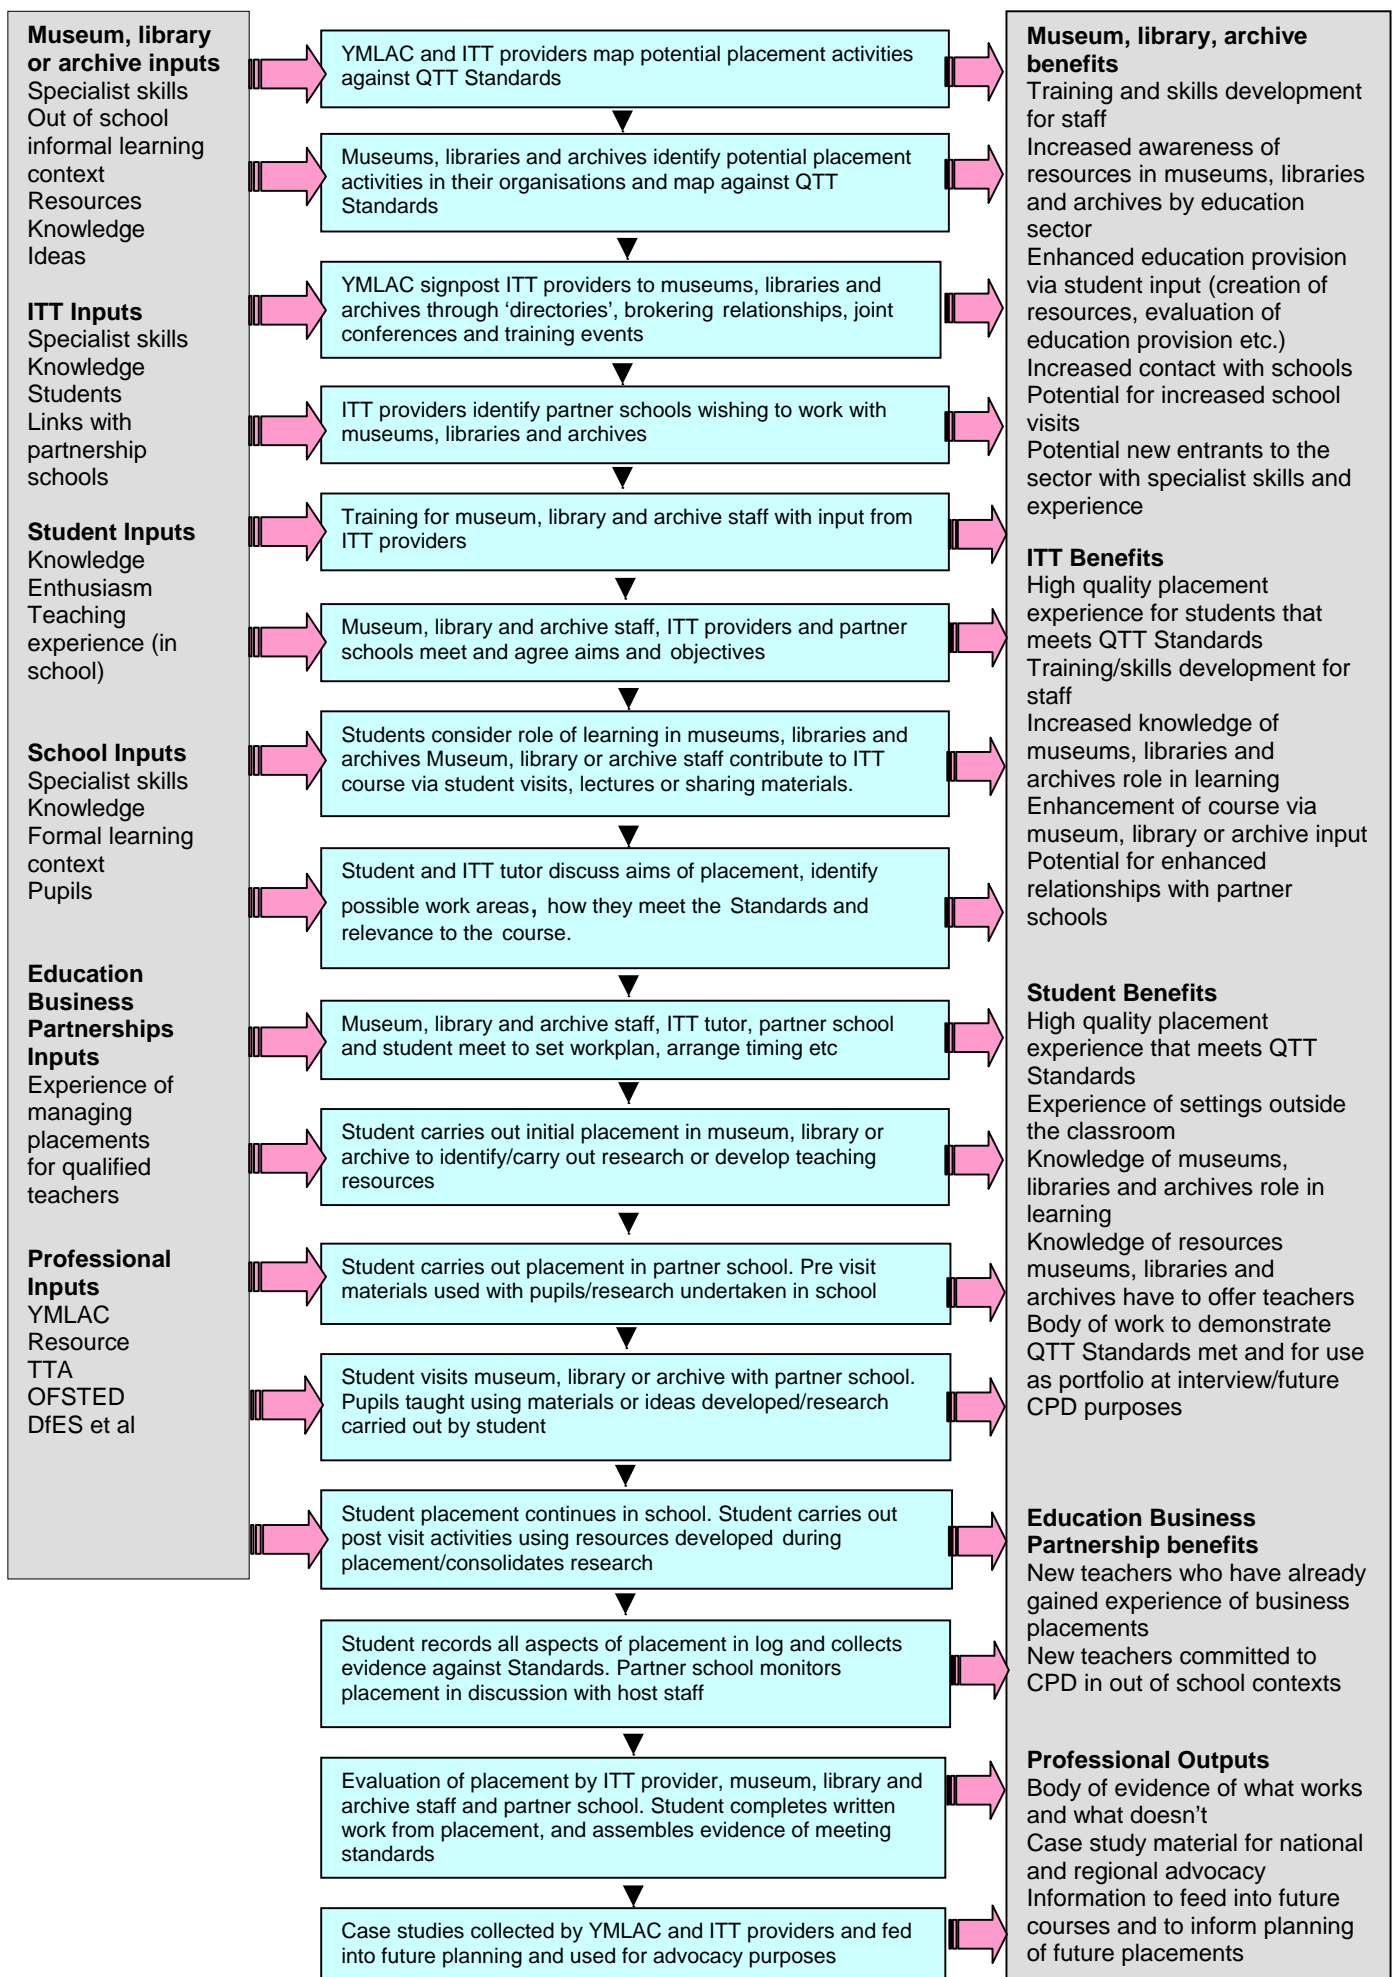 Museum, library
or archive inputs
Specialist skills
Out of school
informal learning
context
Resources
Knowledge
Ideas
ITT Inputs
Specialist skills
Knowledge
Students
Links with
partnership
schools
Student Inputs
Knowledge
Enthusiasm
Teaching
experience (in
school)
School Inputs
Specialist skills
Knowledge
Formal learning
context
Pupils
Education
Business
Partnerships
Inputs
Experience of
managing
placements
for qualified
teachers
Professional
Inputs
YMLAC
Resource
TTA
OFSTED
DfES et al
YMLAC and ITT providers map potential placement activities
against QTT Standards
Museums, libraries and archives identify potential placement
activities in their organisations and map against QTT
Standards
YMLAC signpost ITT providers to museums, libraries and
archives through ‘directories’, brokering relationships, joint
conferences and training events
ITT providers identify partner schools wishing to work with
museums, libraries and archives
Training for museum, library and archive staff with input from
ITT providers
Museum, library and archive staff, ITT providers and partner
schools meet and agree aims and objectives
Students consider role of learning in museums, libraries and
archives Museum, library or archive staff contribute to ITT
course via student visits, lectures or sharing materials.
Student and ITT tutor discuss aims of placement, identify
possible work areas, how they meet the Standards and
relevance to the course.
Museum, library and archive staff, ITT tutor, partner school
and student meet to set workplan, arrange timing etc
Student carries out initial placement in museum, library or
archive to identify/carry out research or develop teaching
resources
Student carries out placement in partner school. Pre visit
materials used with pupils/research undertaken in school
Student visits museum, library or archive with partner school.
Pupils taught using materials or ideas developed/research
carried out by student
Student placement continues in school. Student carries out
post visit activities using resources developed during
placement/consolidates research
Student records all aspects of placement in log and collects
evidence against Standards. Partner school monitors
placement in discussion with host staff
Evaluation of placement by ITT provider, museum, library and
archive staff and partner school. Student completes written
work from placement, and assembles evidence of meeting
standards
Case studies collected by YMLAC and ITT providers and fed
into future planning and used for advocacy purposes
Museum, library, archive
benefits
Training and skills development
for staff
Increased awareness of
resources in museums, libraries
and archives by education
sector
Enhanced education provision
via student input (creation of
resources, evaluation of
education provision etc.)
Increased contact with schools
Potential for increased school
visits
Potential new entrants to the
sector with specialist skills and
experience
ITT Benefits
High quality placement
experience for students that
meets QTT Standards
Training/skills development for
staff
Increased knowledge of
museums, libraries and
archives role in learning
Enhancement of course via
museum, library or archive input
Potential for enhanced
relationships with partner
schools
Student Benefits
High quality placement
experience that meets QTT
Standards
Experience of settings outside
the classroom
Knowledge of museums,
libraries and archives role in
learning
Knowledge of resources
museums, libraries and
archives have to offer teachers
Body of work to demonstrate
QTT Standards met and for use
as portfolio at interview/future
CPD purposes
Education Business
Partnership benefits
New teachers who have already
gained experience of business
placements
New teachers committed to
CPD in out of school contexts
Professional Outputs
Body of evidence of what works
and what doesn’t
Case study material for national
and regional advocacy
Information to feed into future
courses and to inform planning
of future placements